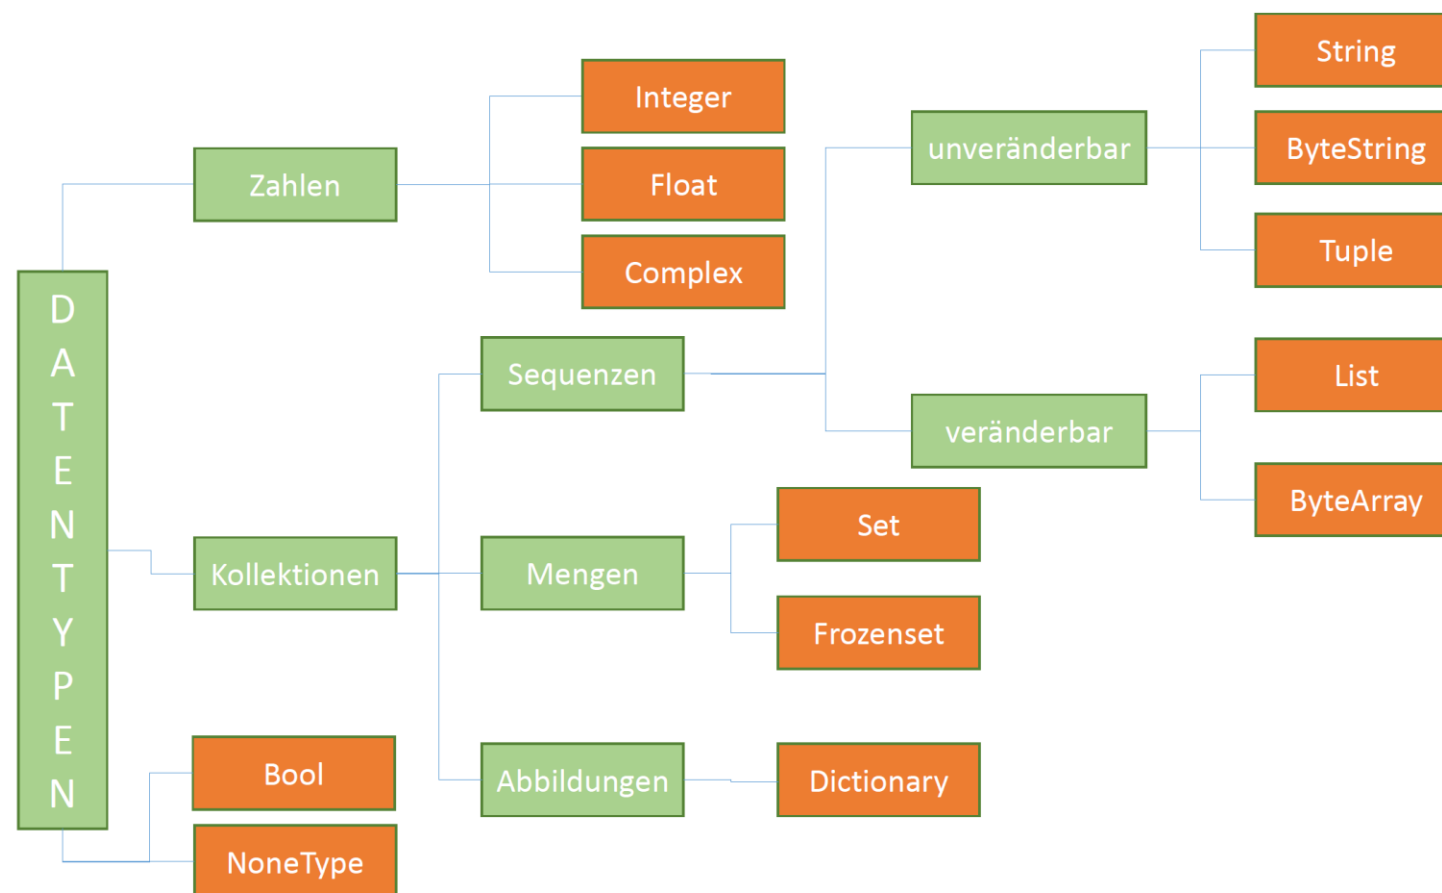 DATENTYPEN
Zahlen
Integer
Float
Complex
Kollektionen
Sequenzen
unveränderbar
String
ByteString
Tuple
veränderbar
List
ByteArray
Mengen
Set
Frozenset
Abbildungen
Dictionary
Bool
NoneType